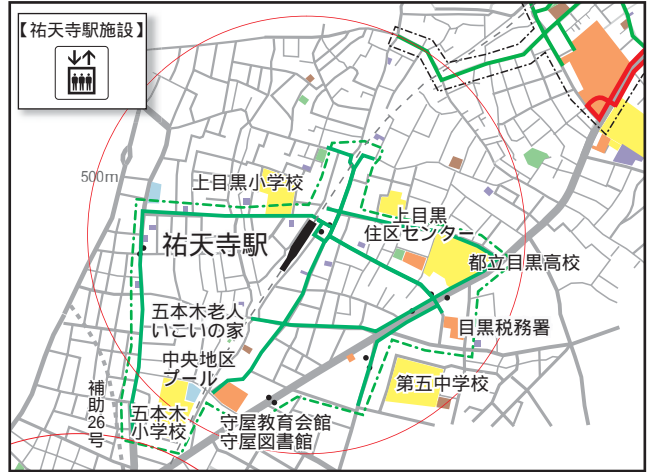 【祐天寺駅施設】
500m
上目黒小学校
上目黒
住区センター
祐天寺駅
都立目黒高校
五本木老人
いこいの家
目黒税務署
中央地区
プール
第五中学校
補助26号
五本木
小学校
守屋教育会館
守屋図書館